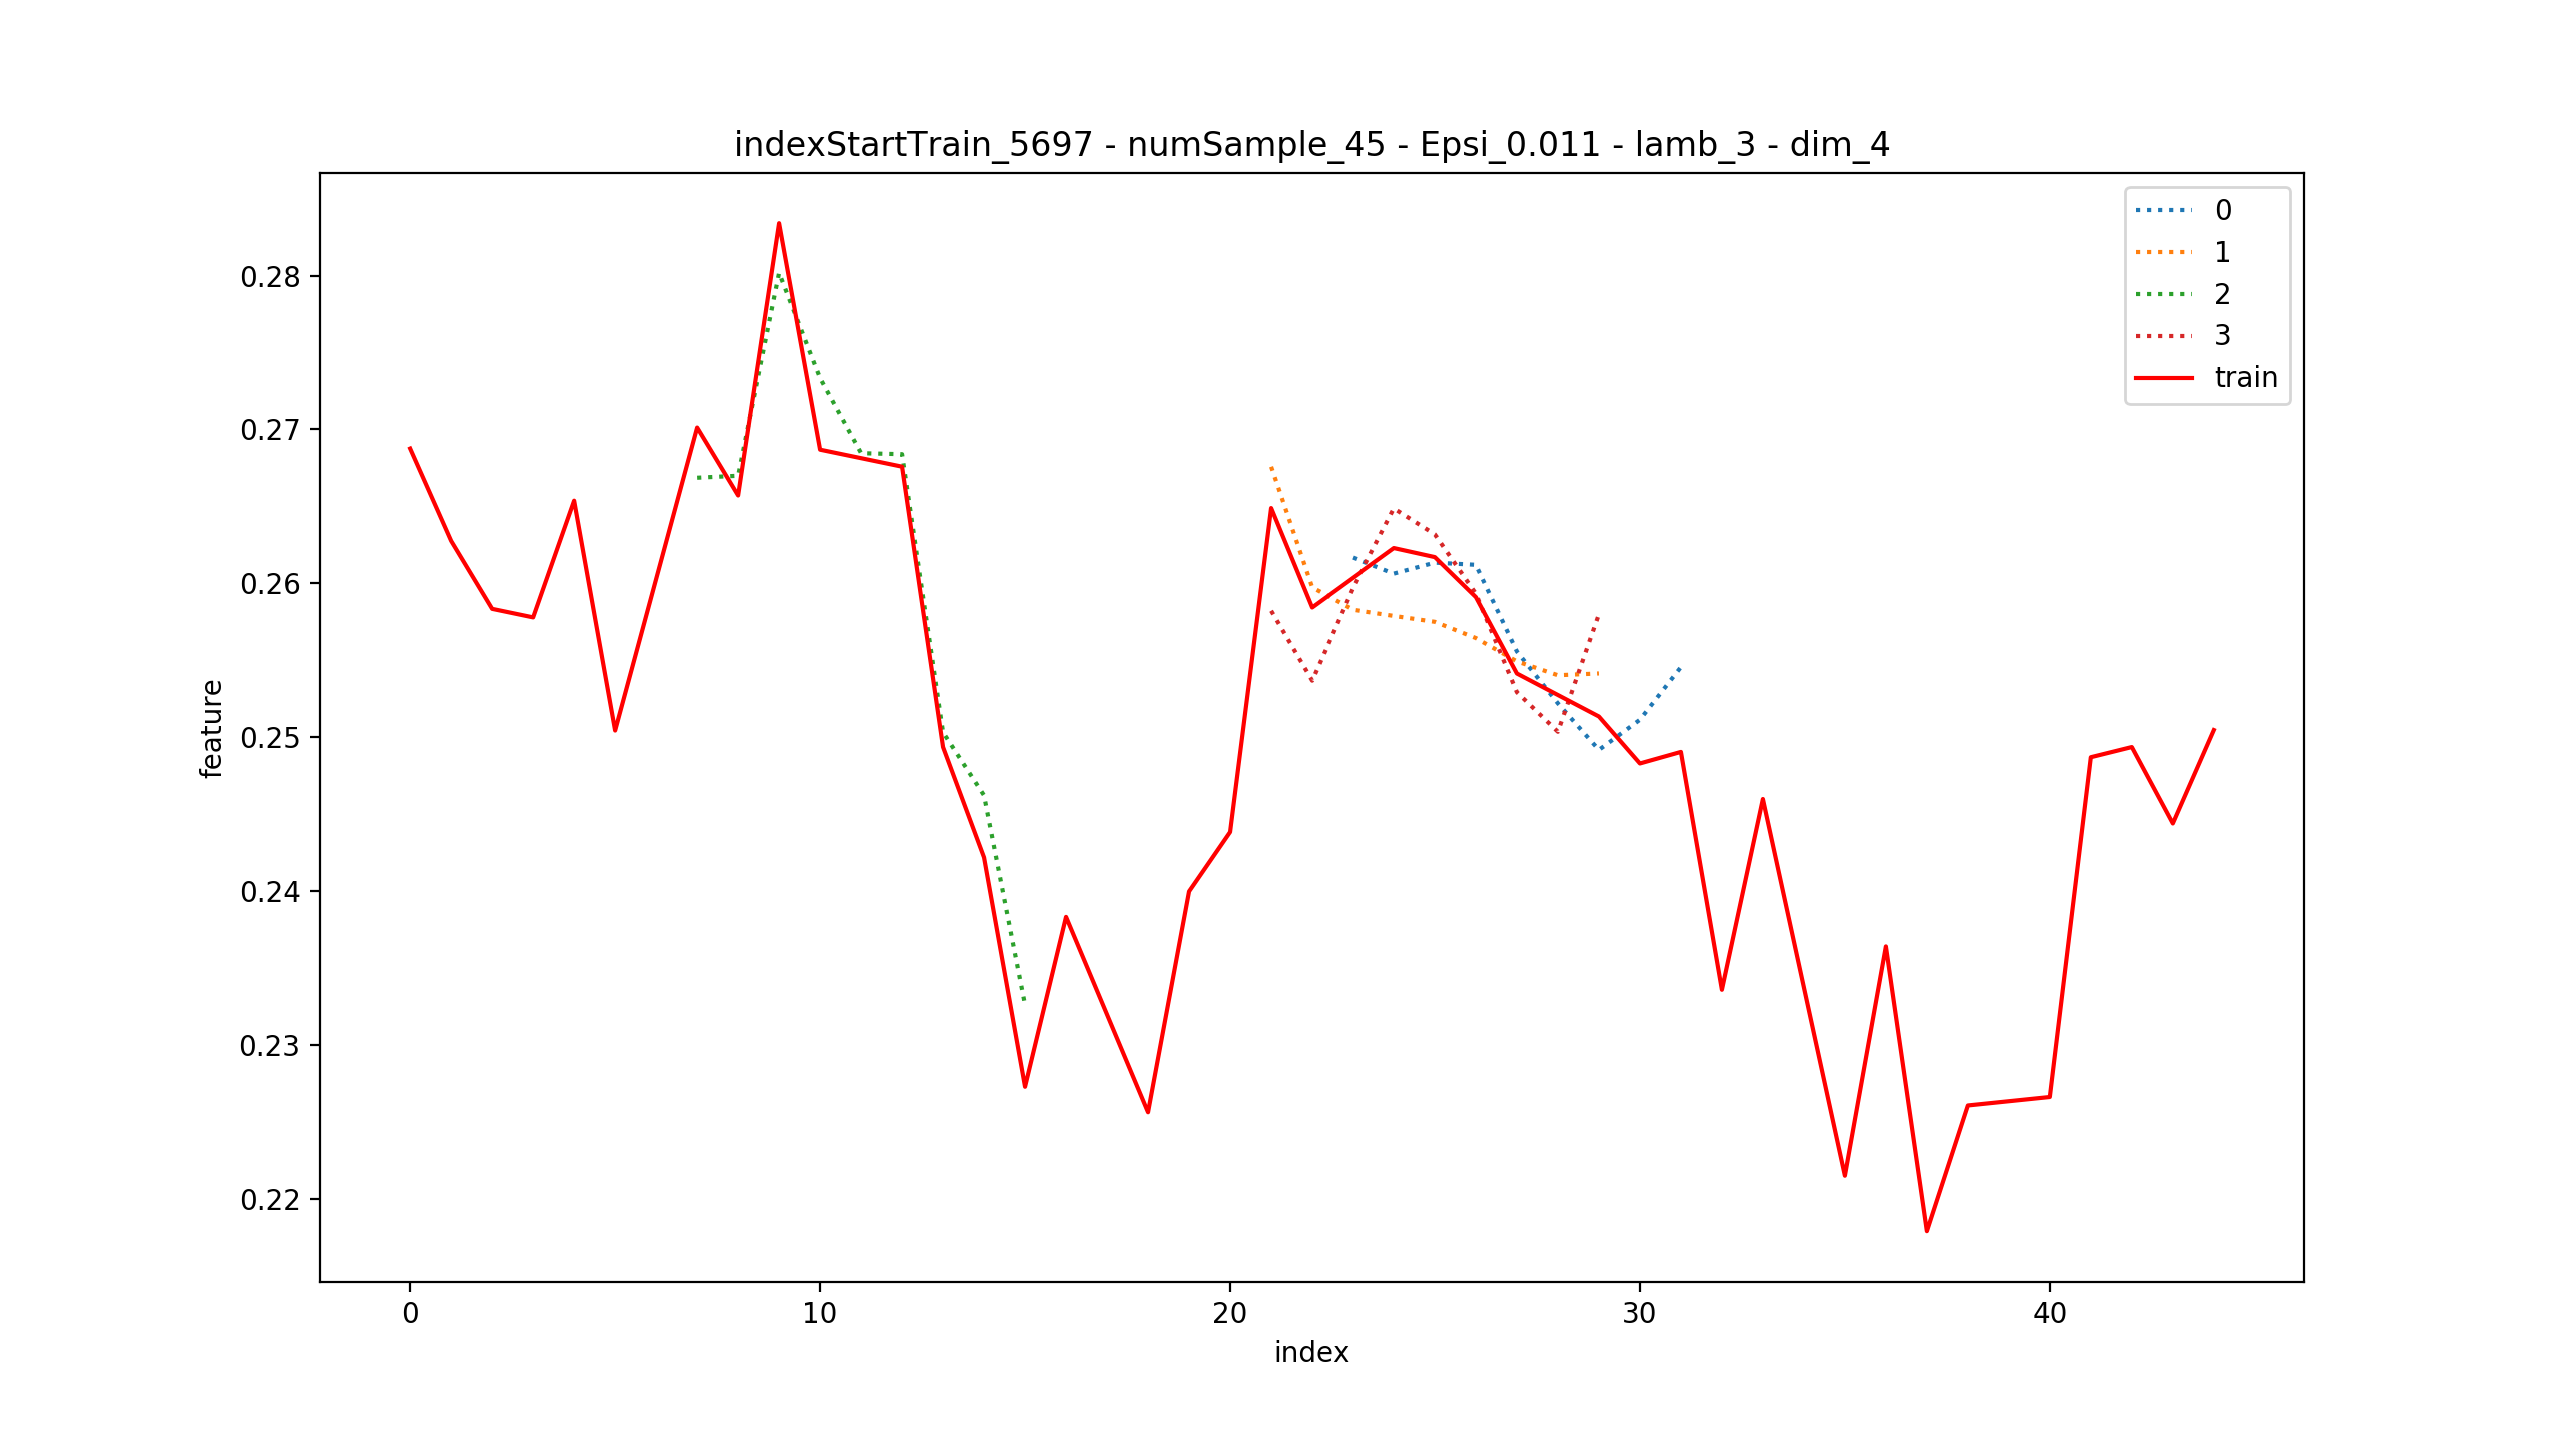 indexStartTrain_5697 - numSample_45 - Epsi_0.011 - lamb_3 - dim_4
0
1
2
3
train
0.28
0.27
0.26
0.25
0.24
0.23
0.22
feature
0 10 20 30 40
index